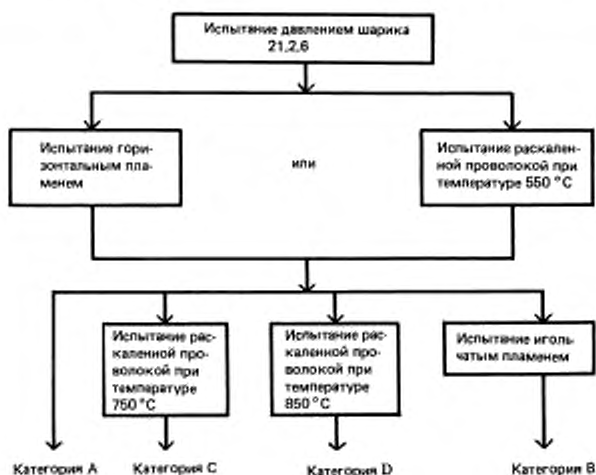 Испытание давлением шарика
21,2,6
Испытание гори-
зонтальным пла-
менем
или
Испытание раскален-
ной проволокой при
температуре 550 °C
Испытание рас-
каленной про-
волокой при
температуре
750 °C
Испытание рас-
каленной про-
волокой при
температуре
850 °C
Испытание иголь-
чатым пламенем
Категория A
Категория C
Категория D
Категория B